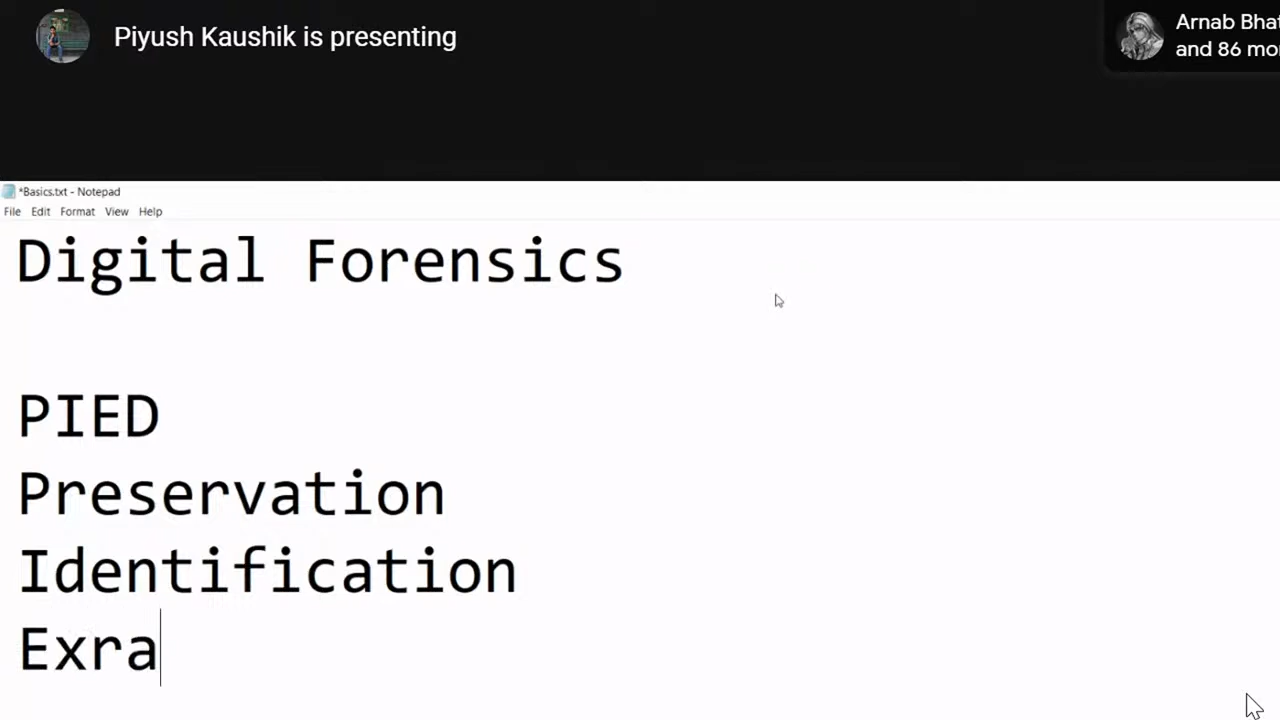 Piyush Kaushik is presenting
Arnab Bhat
and 86 mo
*Basics.txt - Notepad
File Edit Format View Help
Digital Forensics
PIED
Preservation
Identification
Exra